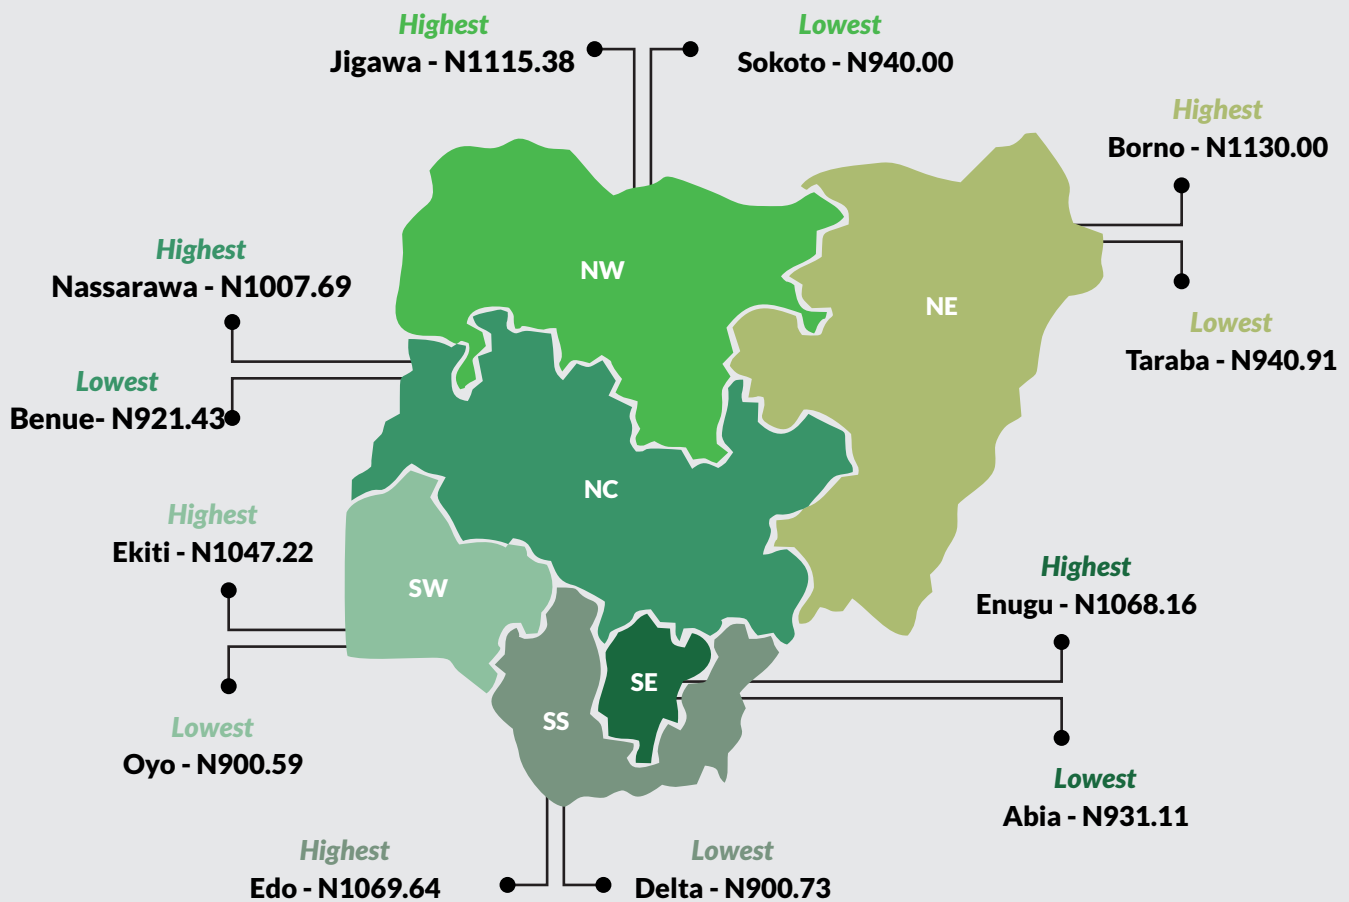 Highest
Jigawa - N1115.38
Lowest
Sokoto - N940.00
Highest
Borno - N1130.00
Lowest
Taraba - N940.91
Highest
Nassarawa - N1007.69
Lowest
Benue- N921.43
NW
NE
NC
SW
SE
SS
Highest
Ekiti - N1047.22
Lowest
Oyo - N900.59
Highest
Enugu - N1068.16
Lowest
Abia - N931.11
Highest
Edo - N1069.64
Lowest
Delta - N900.73